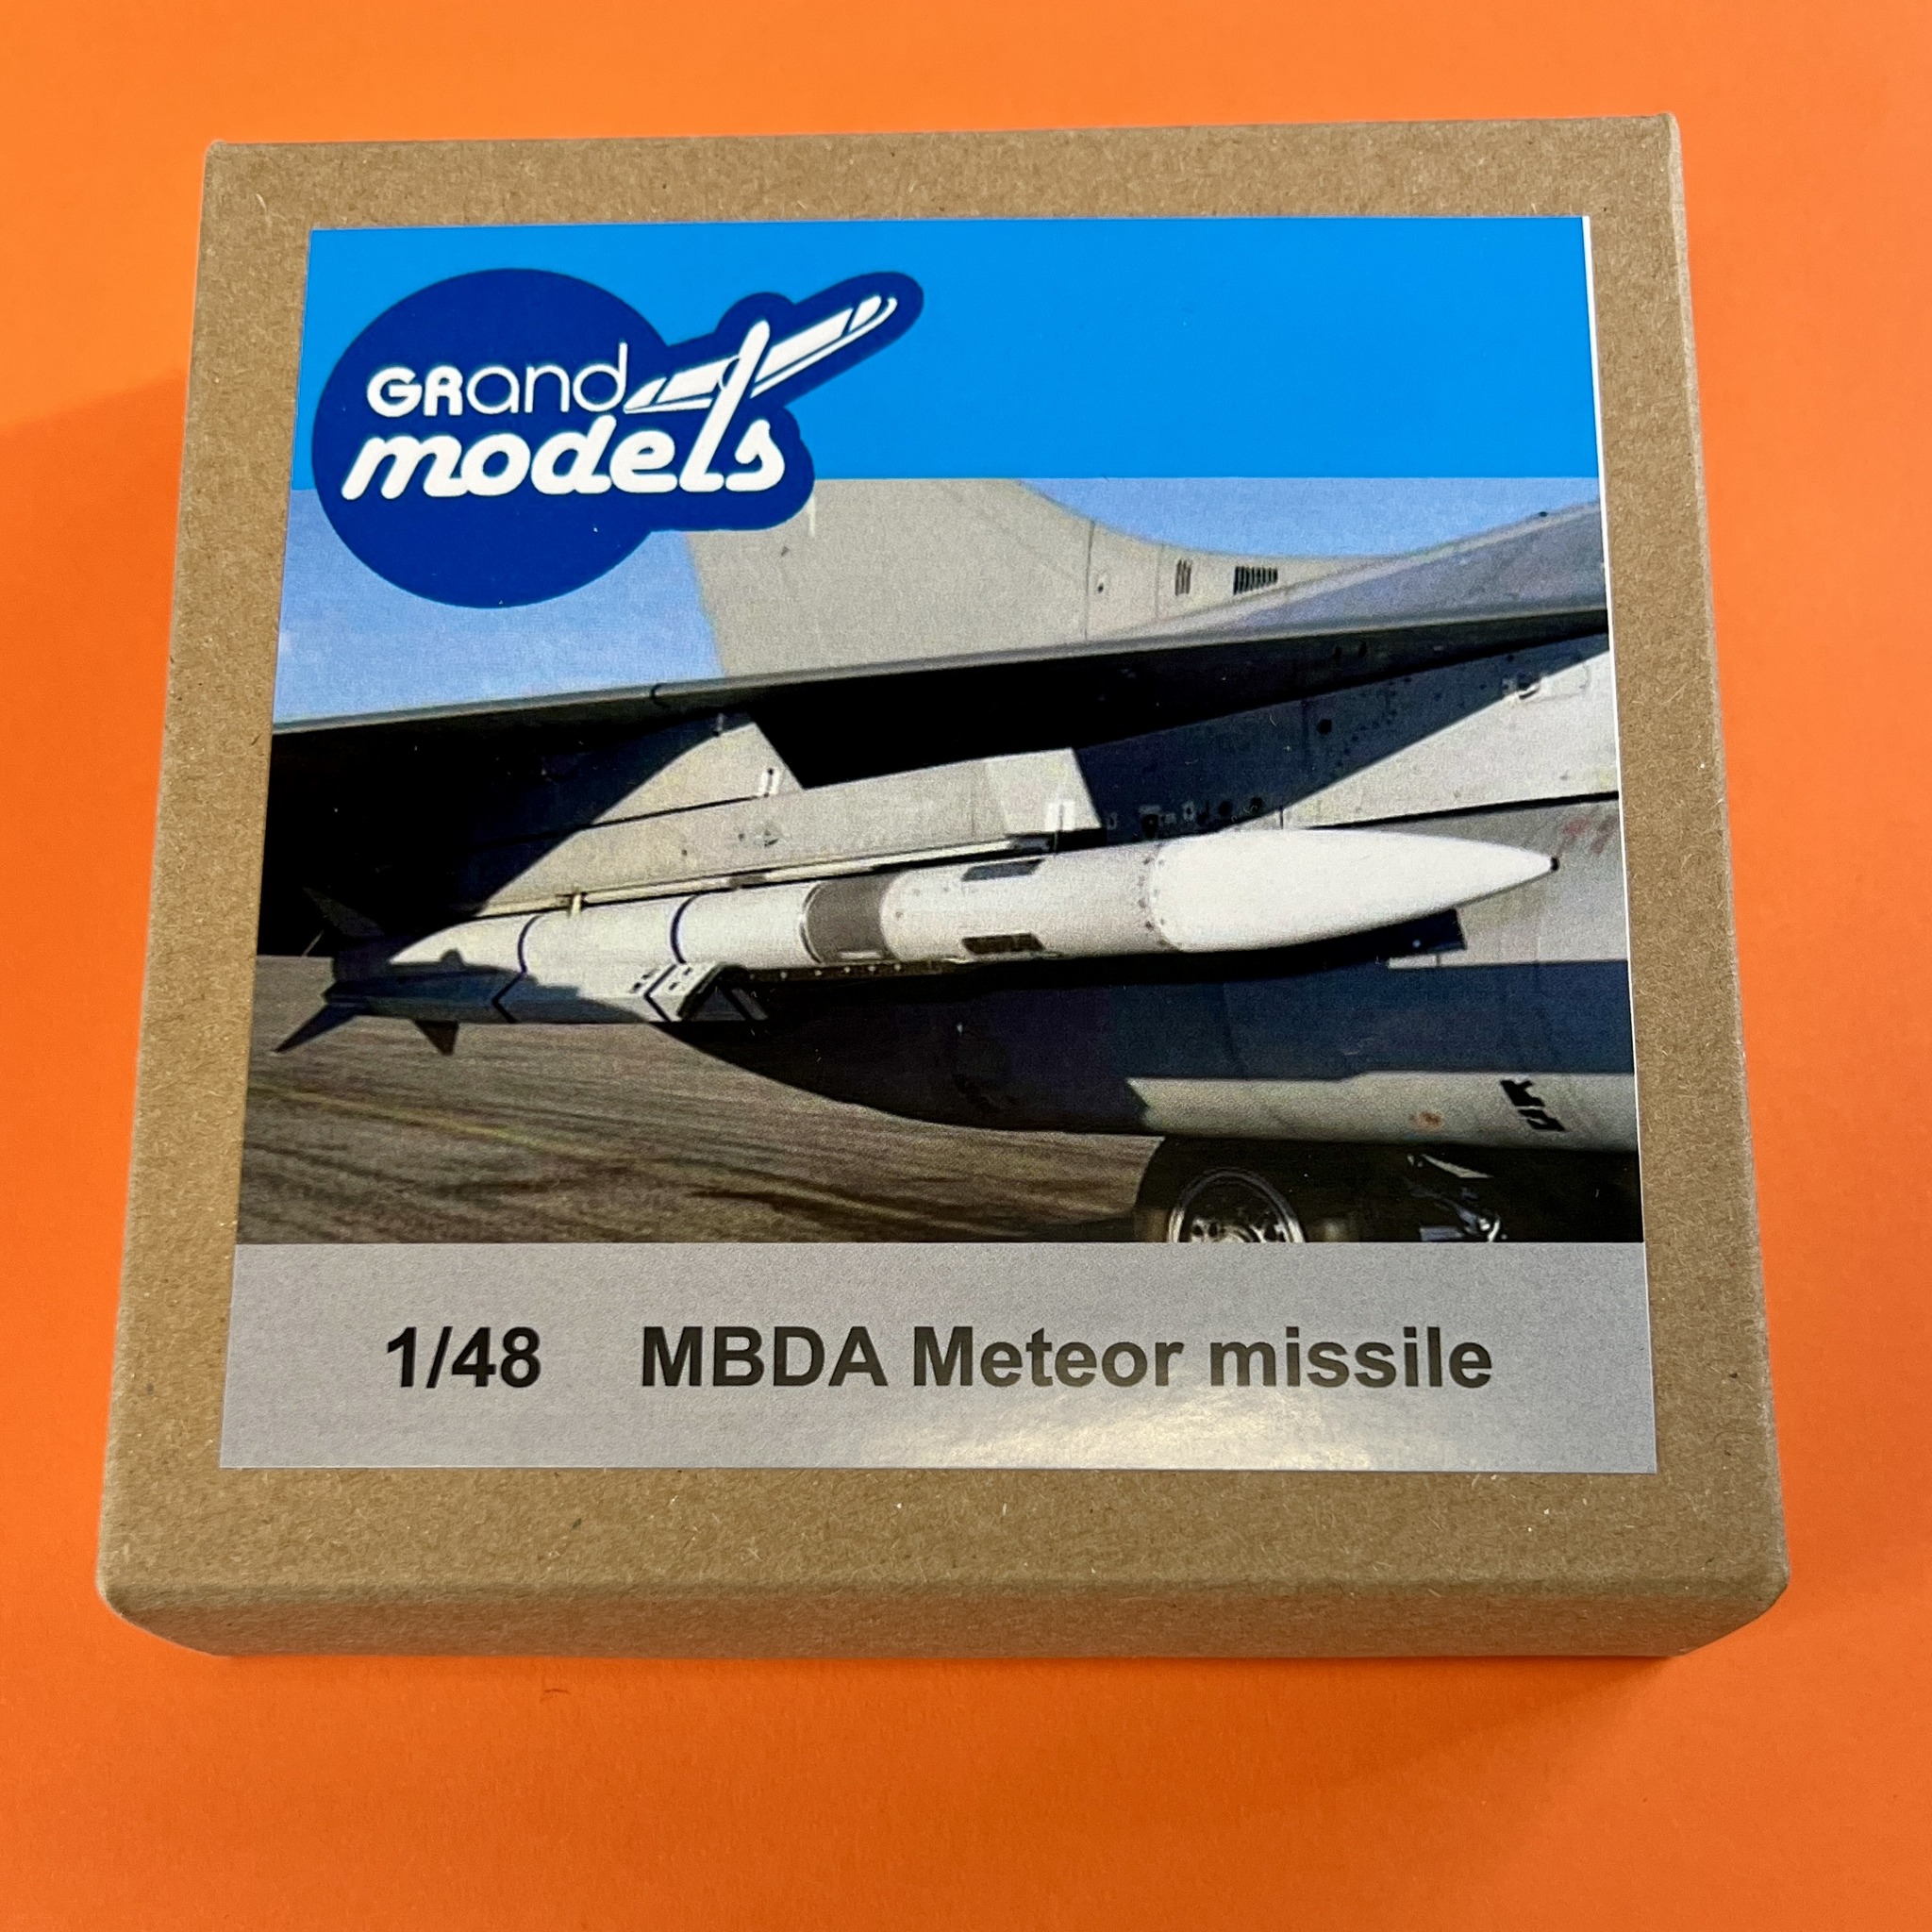 GRand
models
1/48 MBDA Meteor missile